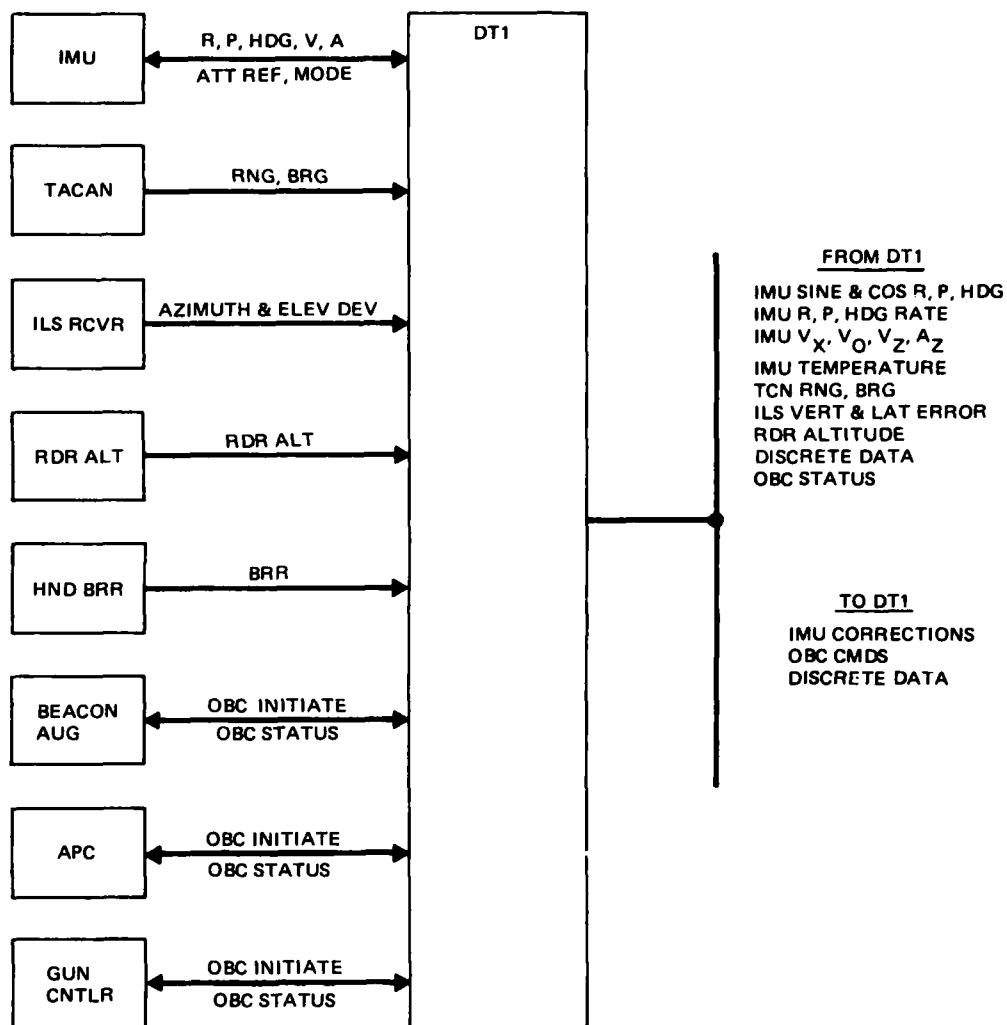 DT1
IMU
R, P, HDG, V, A
ATT REF, MODE
TACAN
RNG, BRG
ILS RCVR
AZIMUTH & ELEV DEV
RDR ALT
RDR ALT
HND BRR
BRR
BEACON
AUG
OBC INITIATE
OBC STATUS
APC
OBC INITIATE
OBC STATUS
GUN
CNTLR
OBC INITIATE
OBC STATUS
FROM DT1
IMU SINE & COS R, P, HDG
IMU R, P, HDG RATE
IMU VX, VO, VZ, AZ
IMU TEMPERATURE
TCN RNG, BRG
ILS VERT & LAT ERROR
RDR ALTITUDE
DISCRETE DATA
OBC STATUS
TO DT1
IMU CORRECTIONS
OBC CMDS
DISCRETE DATA